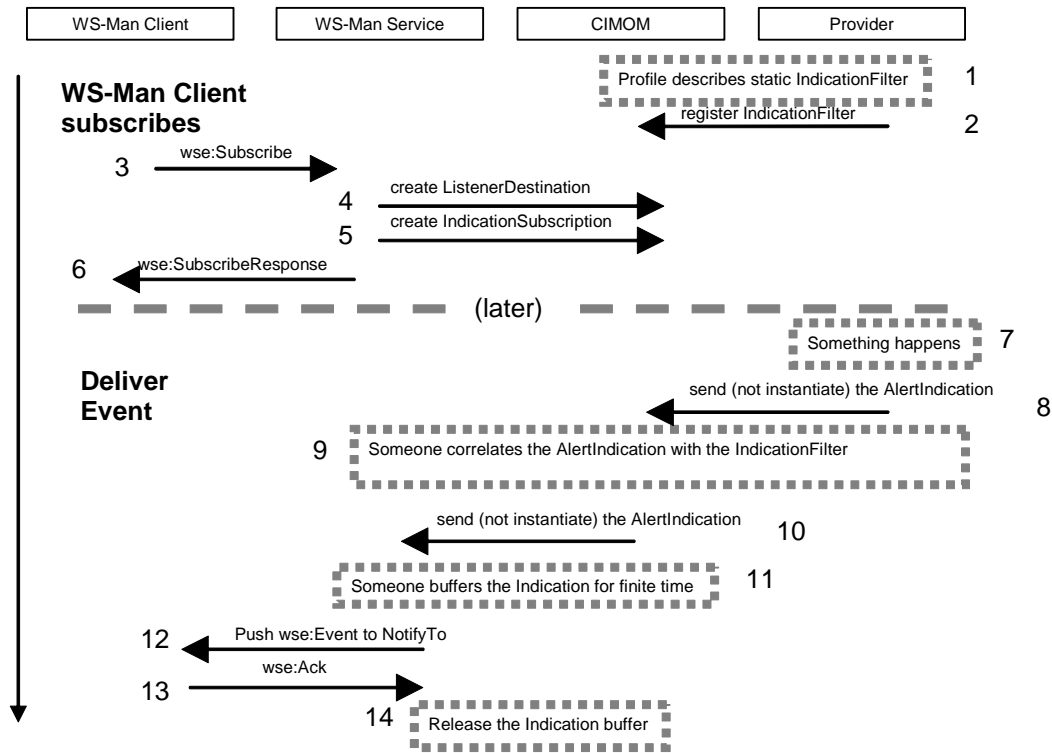 WS-Man Client
WS-Man Service
CIMOM
Provider
Profile describes static IndicationFilter
1
WS-Man Client
subscribes
register IndicationFilter
2
3
wse:Subscribe
4
create ListenerDestination
5
create IndicationSubscription
6
wse:SubscribeResponse
(later)
Something happens
7
Deliver
Event
send (not instantiate) the AlertIndication
8
9
Someone correlates the AlertIndication with the IndicationFilter
send (not instantiate) the AlertIndication
10
Someone buffers the Indication for finite time
11
12
Push wse:Event to NotifyTo
13
wse:Ack
14
Release the Indication buffer